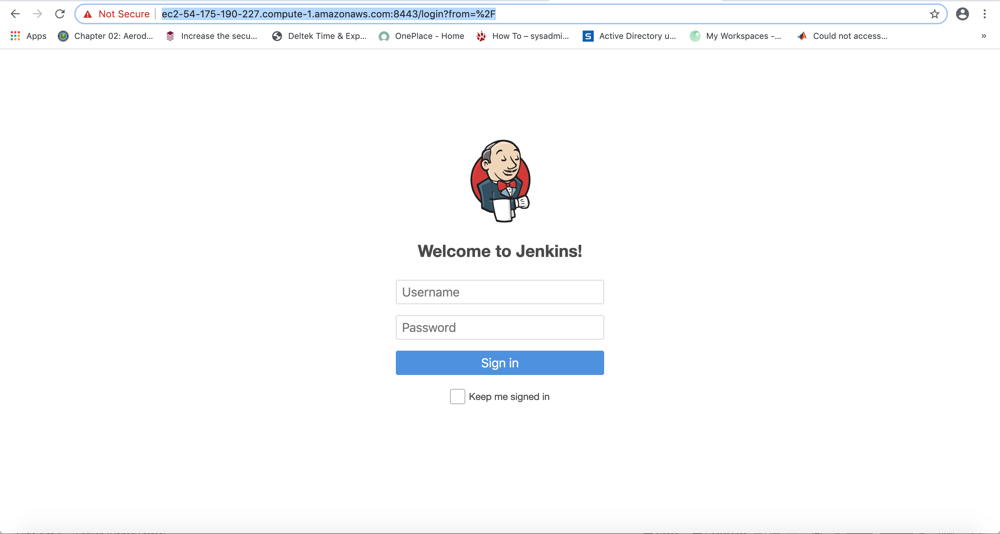 Not Secure ec2-54-175-190-227.compute-1.amazonaws.com:8443/login?from=%2F
Apps Chapter 02: Aerod... Increase the secu... Deltek Time & Exp... OnePlace - Home How To – sysadmi... S Active Directory u... My Workspaces -... Could not access... »
Welcome to Jenkins!
Username
Password
Sign in
Keep me signed in